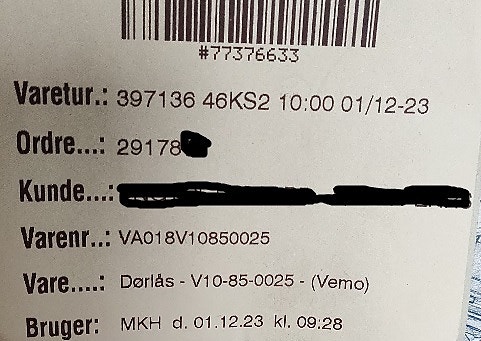 #77376633
Varetur.: 397136 46KS2 10:00 01/12-23
Ordre...: 29178
Kunde...:
Varenr..: VA018V10850025
Vare....: Dørlås - V10-85-0025 - (Vemo)
Bruger: MKH d. 01.12.23 kl. 09:28